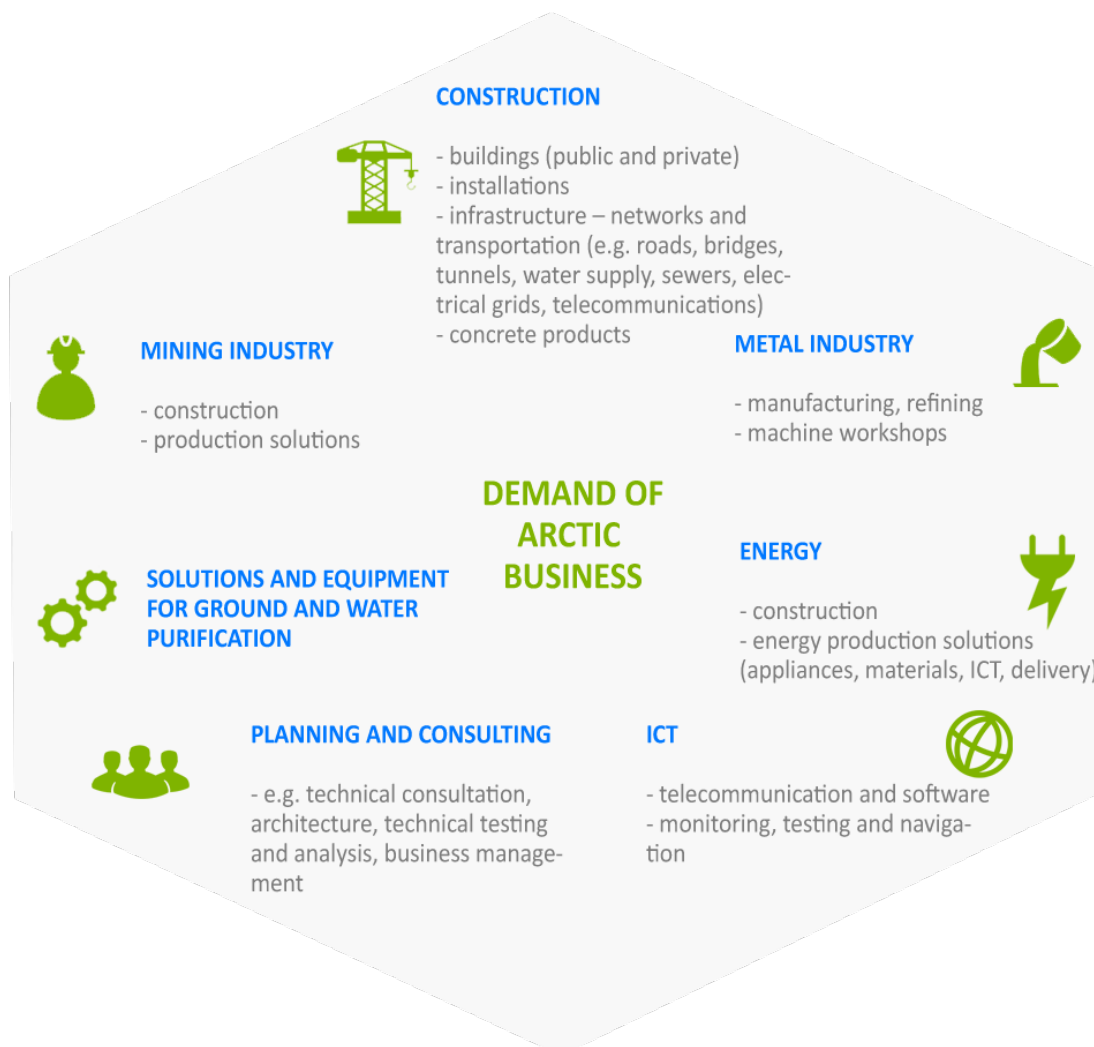 CONSTRUCTION
- buildings (public and private)
- installations
- infrastructure – networks and
transportation (e.g. roads, bridges,
tunnels, water supply, sewers, elec-
trical grids, telecommunications)
- concrete products
MINING INDUSTRY
- construction
- production solutions
METAL INDUSTRY
- manufacturing, refining
- machine workshops
DEMAND OF
ARCTIC
BUSINESS
SOLUTIONS AND EQUIPMENT
FOR GROUND AND WATER
PURIFICATION
ENERGY
- construction
- energy production solutions
(appliances, materials, ICT, delivery)
PLANNING AND CONSULTING
- e.g. technical consultation,
architecture, technical testing
and analysis, business manage-
ment
ICT
- telecommunication and software
- monitoring, testing and naviga-
tion